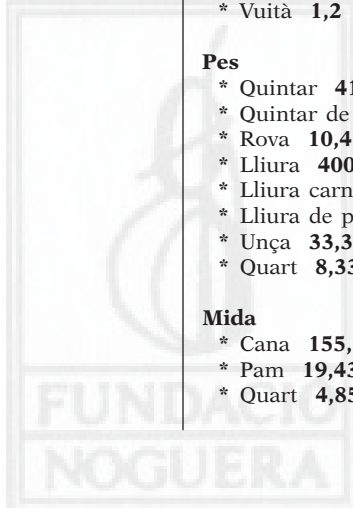 * Vuità 1,2
Pes
* Quintar 41
* Quintar de
* Rova 10,4
* Lliura 400
* Lliura carn
* Lliura de p
* Unça 33,3
* Quart 8,33
Mida
* Cana 155,
* Pam 19,43
* Quart 4,85
FUNDACIÓ
NOGUERA